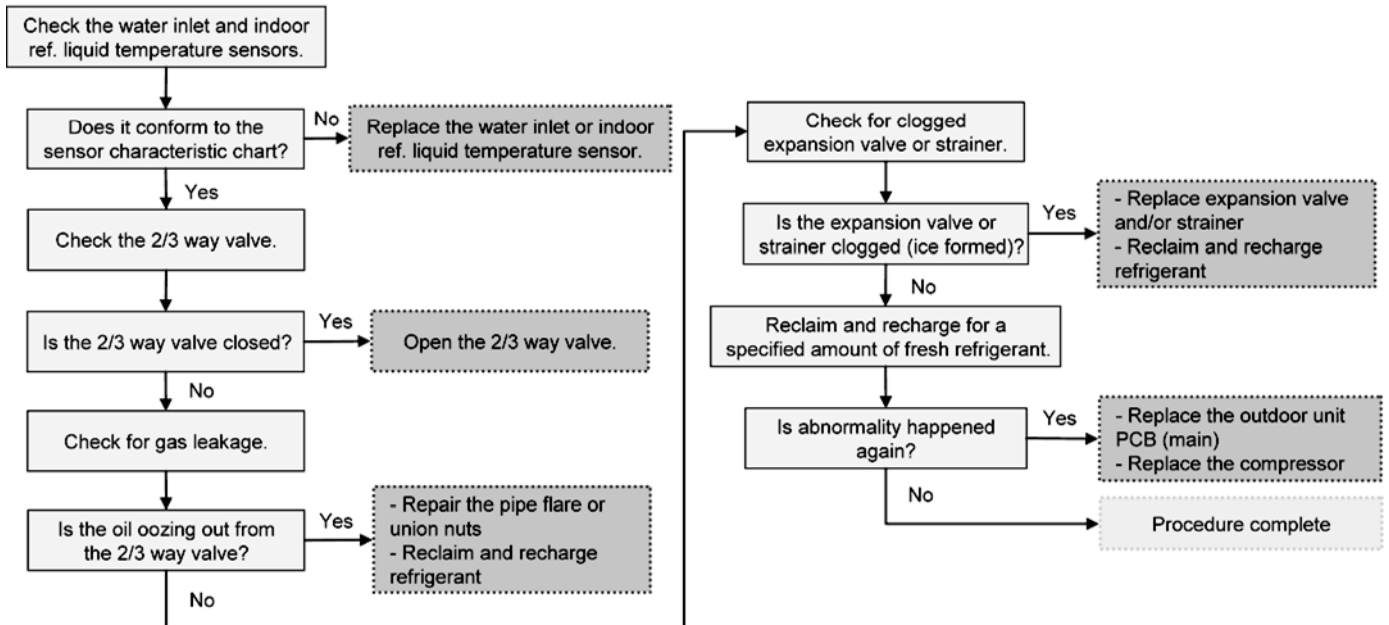 Check the water inlet and indoor
ref. liquid temperature sensors.
Does it conform to the
sensor characteristic chart?
No
Replace the water inlet or indoor
ref. liquid temperature sensor.
Yes
Check the 2/3 way valve.
Is the 2/3 way valve closed?
Yes
Open the 2/3 way valve.
No
Check for gas leakage.
Is the oil oozing out from
the 2/3 way valve?
Yes
- Repair the pipe flare or
union nuts
- Reclaim and recharge
refrigerant
No
Check for clogged
expansion valve or strainer.
Is the expansion valve or
strainer clogged (ice formed)?
Yes
- Replace expansion valve
and/or strainer
- Reclaim and recharge
refrigerant
No
Reclaim and recharge for a
specified amount of fresh refrigerant.
Is abnormality happened
again?
Yes
- Replace the outdoor unit
PCB (main)
- Replace the compressor
No
Procedure complete